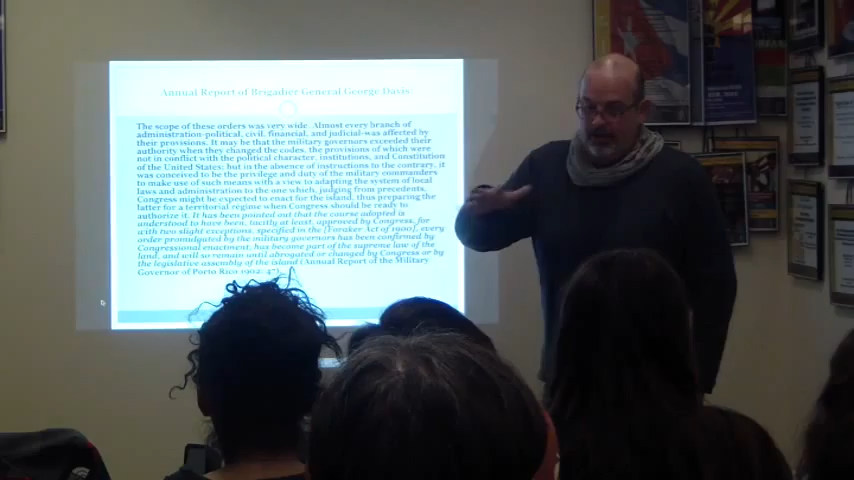 Annual Report of Brigadier General George Davis
The scope of these orders was very wide. Almost every branch of
administration-political, civil, financial, and judicial-was affected by
their provisions. It may be that the military governors exceeded their
authority when they changed the codes, the provisions of which were
not in conflict with the political character, institutions, and Constitution
of the United States; but in the absence of instructions to the contrary, it
was conceived to be the privilege and duty of the military commanders
to make use of such means with a view to adapting the system of local
laws and administration to the one which, judging from precedents,
Congress might be expected to enact for the island, thus preparing the
latter for a territorial regime when Congress should be ready to
authorize it. It has been pointed out that the course adopted is
understood to have been, tacitly at least, approved by Congress, for
with two slight exceptions, specified in the [Foraker Act of 1900], every
order promulgated by the military governors has been confirmed by
Congressional enactment, has become part of the supreme law of the
land, and will so remain until abrogated or changed by Congress or by
the legislative assembly of the island (Annual Report of the Military
Governor of Porto Rico 1902: 47).